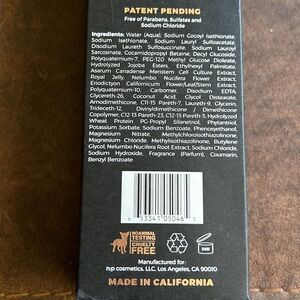 PATENT PENDING
Free of Parabens, Sulfates and
Sodium Chloride
Ingredients: Water (Aqua), Sodium Cocoyl Isethionate,
Sodium Isethionate, Sodium Lauryl Sulfoacetate,
Disodium Laureth Sulfosuccinate, Sodium Lauroyl
Sarcosinate, Cocamidopropyl Betaine, Decyl Glucoside,
Polyquaternium-7, PEG-120 Methyl Glucose Dioleate,
Hydrolyzed Jojoba Esters, Ethylhexyl Palmitate,
Acerum Canadense Meristem Cell Culture Extract,
Royal Jelly, Nelumbo Nucifera Flower Extract,
Eriodictyon Californicum Flower/Leaf/Stem Extract,
Polyquaternium-10, Carbomer, Disodium EDTA,
Glycereth-26, Cocoic Acid, Glycol Distearate,
Amodimethicone, C11-15 Pareth-7, Laureth-9, Glycerin,
Trideceth-12, Divinyldimethicone / Dimethicone
Copolymer, C12-13 Pareth-23, C12-13 Pareth-3, Hydrolyzed
Wheat Protein PG-Propyl Silanetriol, Phytantriol,
Potassium Sorbate, Sodium Benzoate, Phenoxyethanol,
Magnesium Nitrate, Methylchloroisothiazolinone,
Magnesium Chloride, Methylisothiazolinone, Butylene
Glycol, Nelumbo Nucifera Root Extract, Sodium Chloride,
Sodium Hydroxide, Fragrance (Parfum), Coumarin,
Benzyl Benzoate
53341 05046
NO ANIMAL
TESTING
CRUELTY
FREE
24M
Manufactured for:
nip cosmetics, LLC, Los Angeles, CA 90010
MADE IN CALIFORNIA